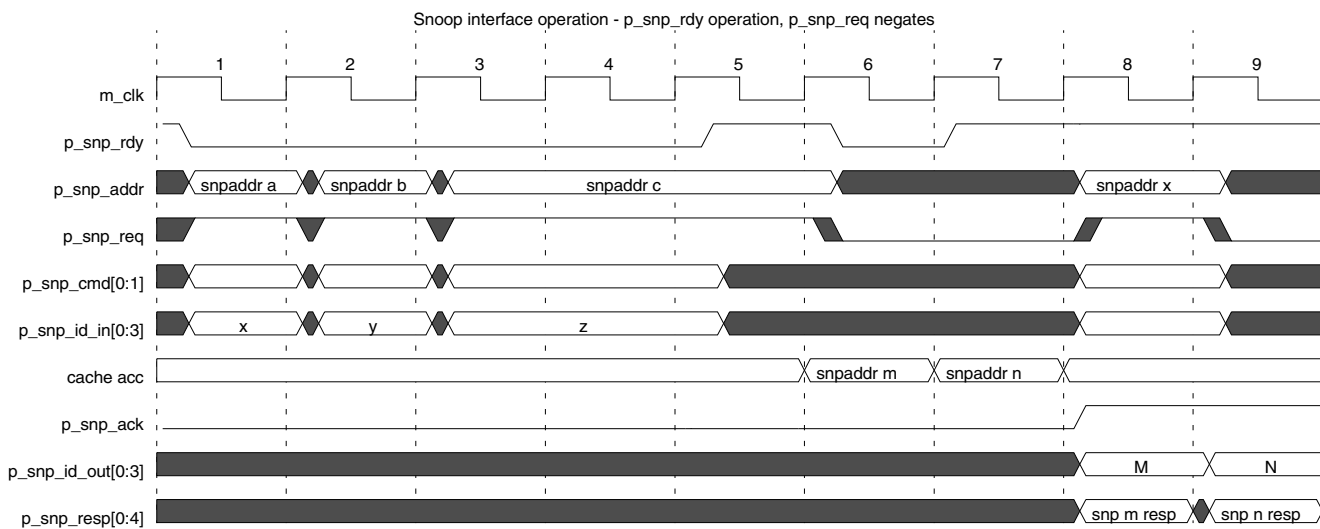 Snoop interface operation - p_snp_rdy operation, p_snp_req negates
1 2 3 4 5 6 7 8 9
m_clk
p_snp_rdy
p_snp_addr snpaddr a snpaddr b snpaddr c snpaddr x
p_snp_req
p_snp_cmd[0:1]
p_snp_id_in[0:3] x y z
cache acc snpaddr m snpaddr n
p_snp_ack
p_snp_id_out[0:3] M N
p_snp_resp[0:4] snp m resp snp n resp